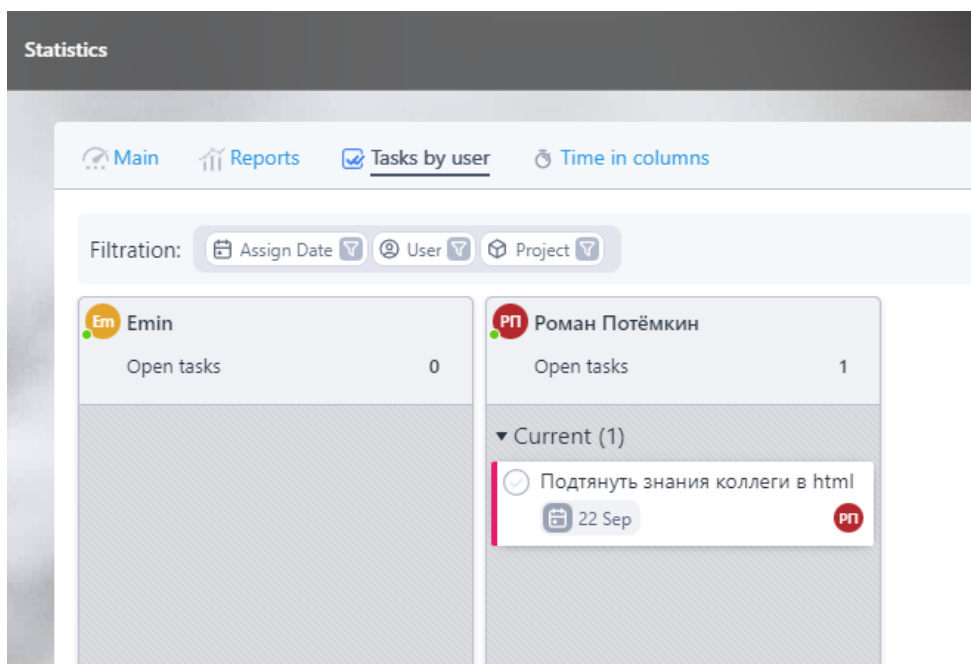 Statistics
Main Reports Tasks by user Time in columns
Filtration: Assign Date User Project
Em Emin
Open tasks 0
РП Роман Потёмкин
Open tasks 1
Current (1)
Подтянуть знания коллеги в html
22 Sep РП